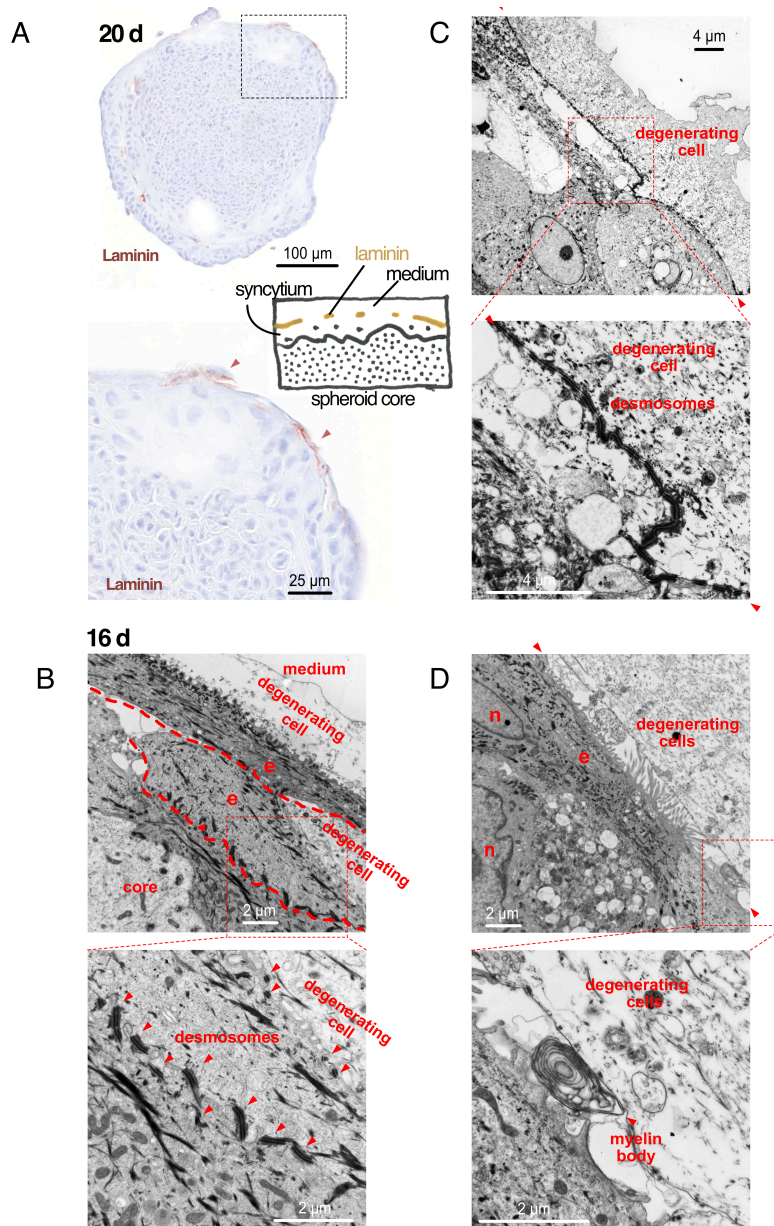 A
20 d
Laminin
100 µm
laminin
medium
syncytium
spheroid core
Laminin
25 µm
C
4 µm
degenerating
cell
degenerating
cell
desmosomes
4 µm
16 d
B
medium
degenerating
cell
e
e
degenerating
cell
core
2 µm
degenerating
cell
desmosomes
2 µm
D
n
degenerating
cells
e
n
2 µm
degenerating
cells
myelin
body
2 µm